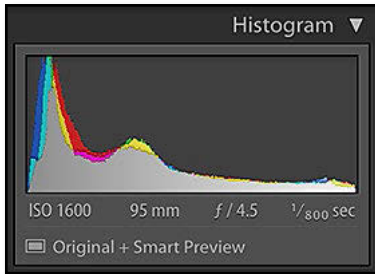 Histogram ▼
ISO 1600 95 mm ƒ / 4.5 1/800 sec
Original + Smart Preview